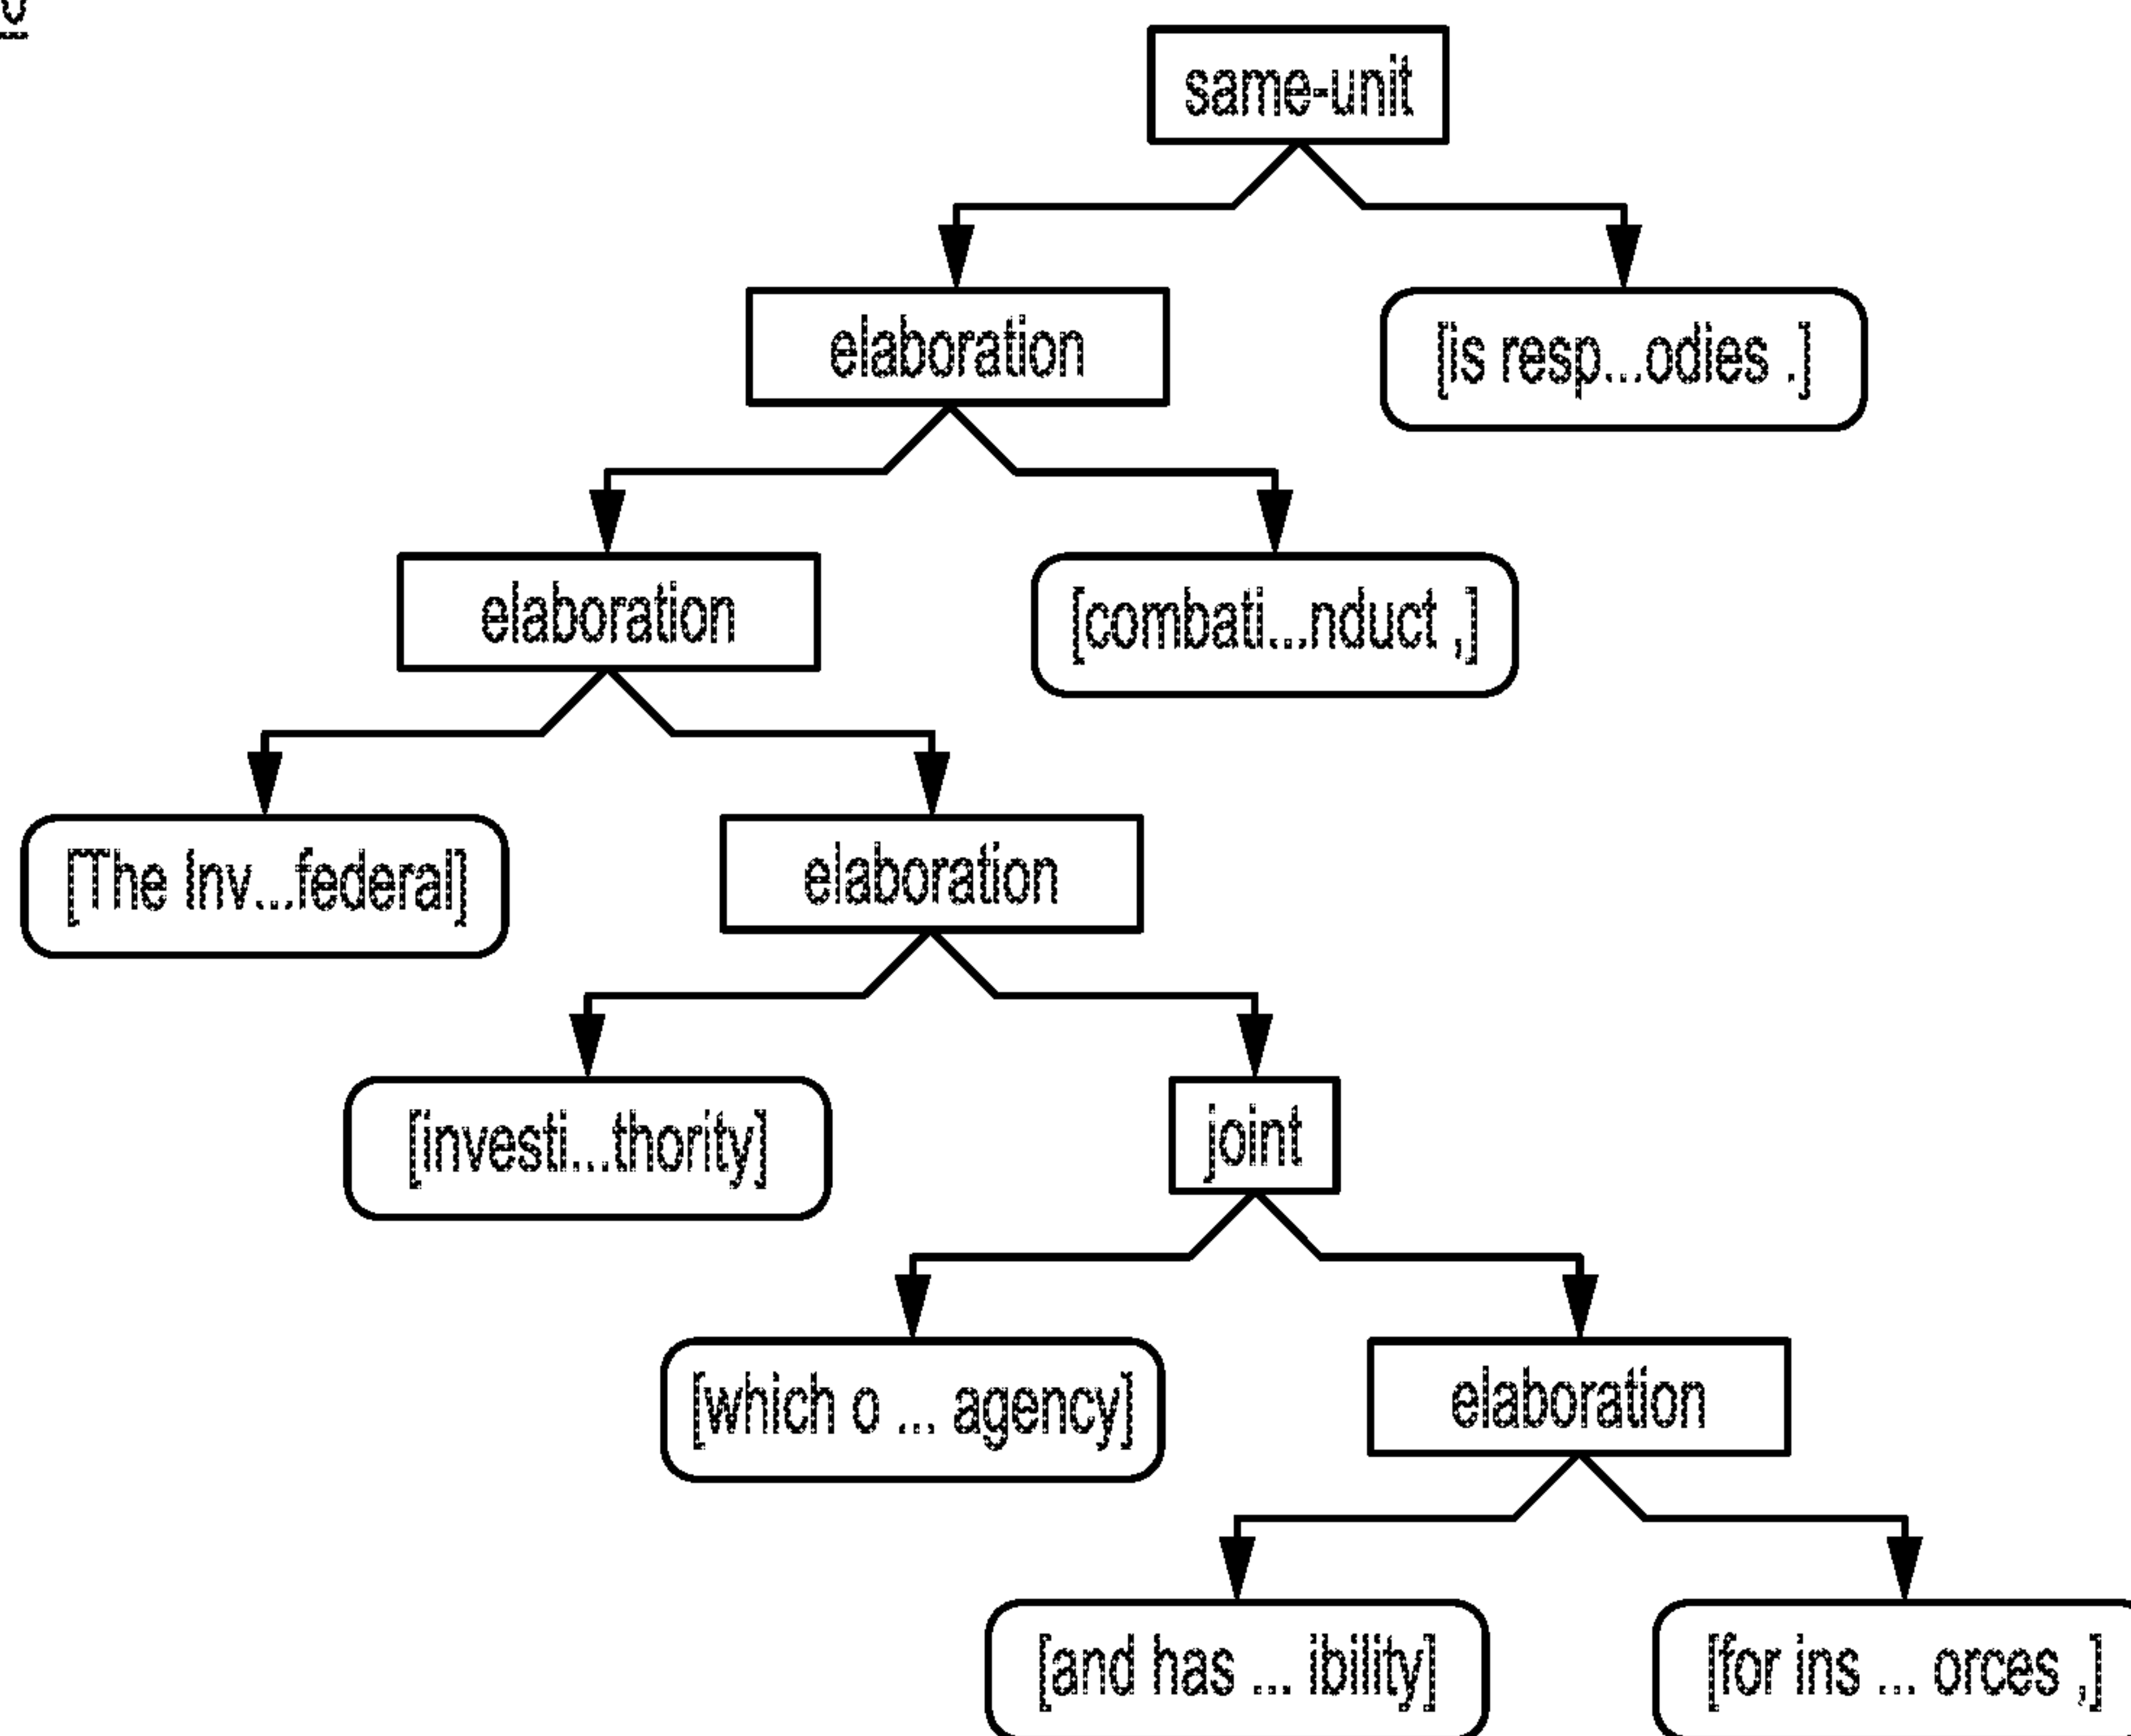 same-unit
elaboration
[is resp...odies .]
elaboration
[combati...nduct ,]
[The Inv...federal]
elaboration
[investi...thority]
joint
[which o ... agency]
elaboration
[and has ... ibility]
[for ins ... orces ,]